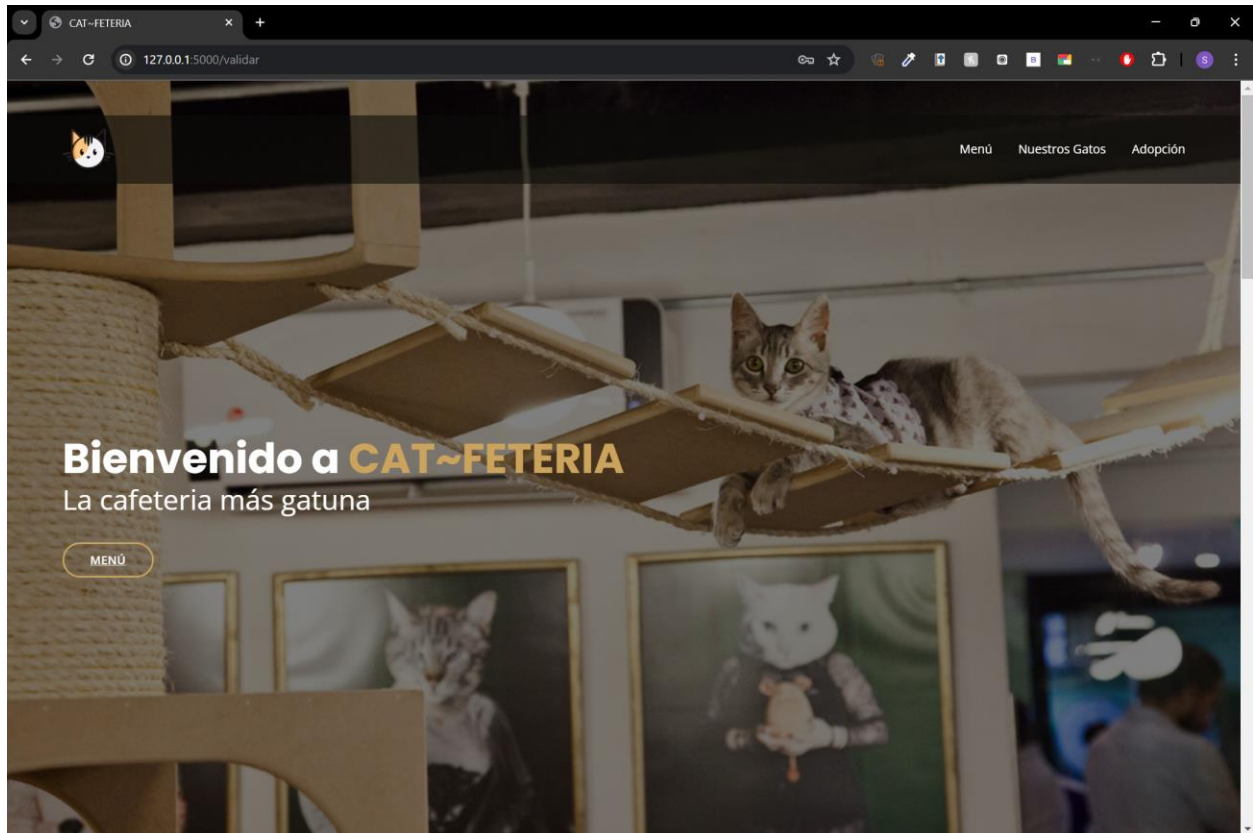 CAT~FETERIA
127.0.0.1:5000/validar
B
S
Menú Nuestros Gatos Adopción
Bienvenido a CAT~FETERIA
La cafeteria más gatuna
MENÚ